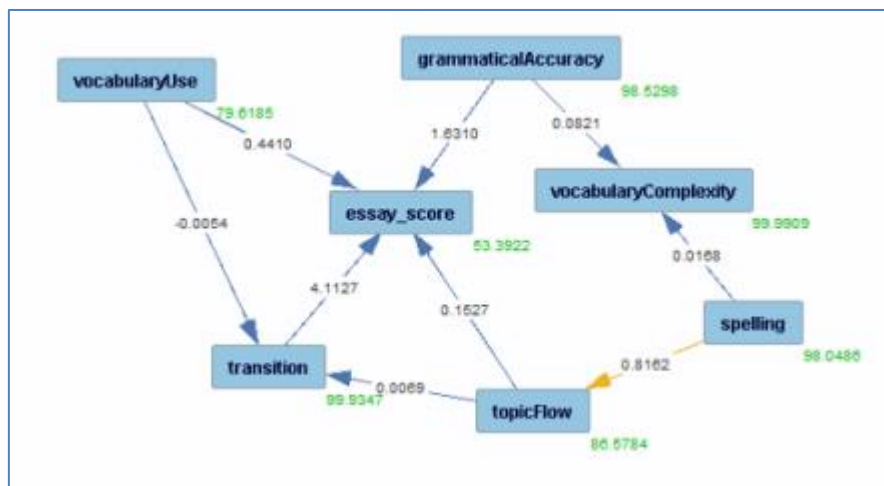 grammaticalAccuracy
vocabularyUse
98.5298
79.6185
0.0821
0.4410
1.6310
vocabularyComplexity
essay_score
99.9909
-0.0054
53.3922
0.0168
4.1127
0.1527
spelling
98.0486
transition
0.8162
0.0069
99.9347
topicFlow
86.5784